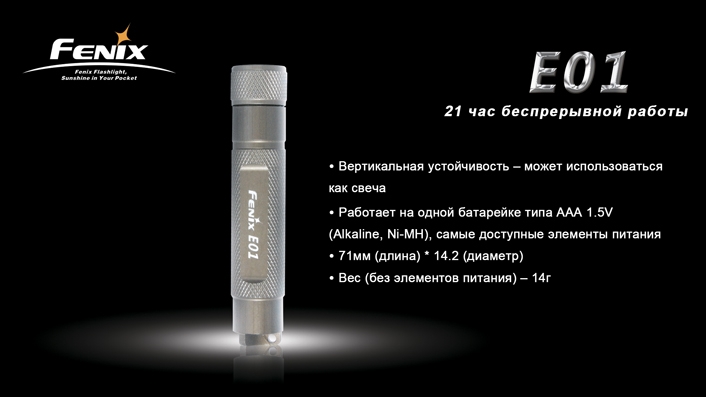 FENIX
Fenix Flashlight,
Sunshine in Your Pocket
E01
21 час беспрерывной работы
FENIX E01
• Вертикальная устойчивость – может использоваться
как свеча
• Работает на одной батарейке типа ААА 1.5V
(Alkaline, Ni-MH), самые доступные элементы питания
• 71мм (длина) * 14.2 (диаметр)
• Вес (без элементов питания) – 14г